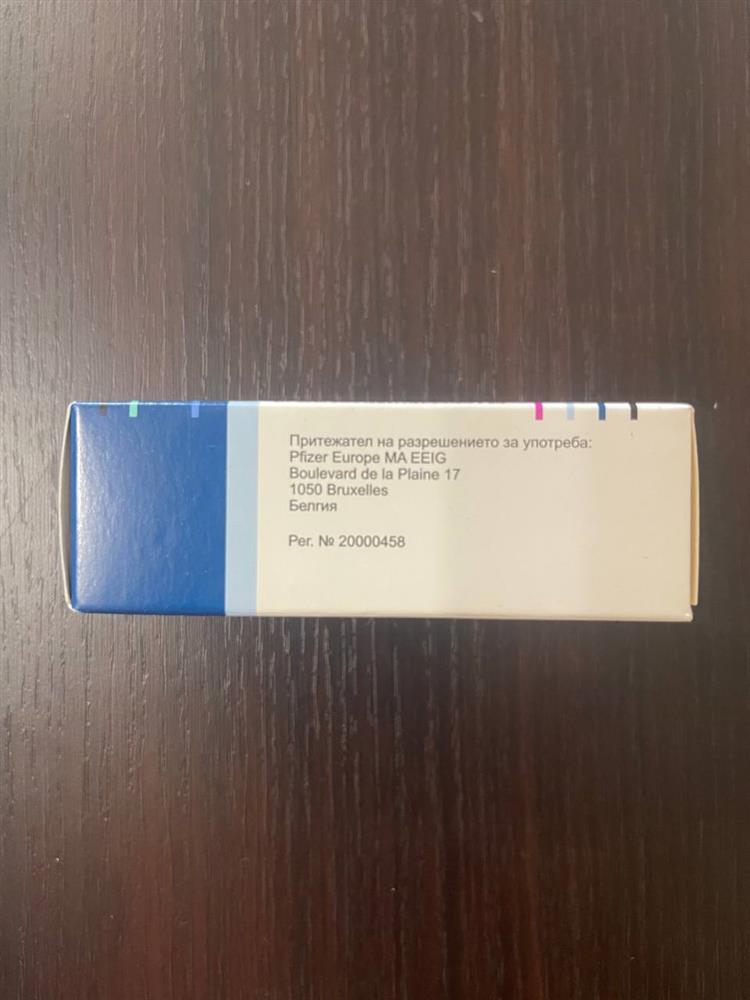 Притежател на разрешението за употреба:
Pfizer Europe MA EEIG
Boulevard de la Plaine 17
1050 Bruxelles
Белгия
Рег. № 20000458